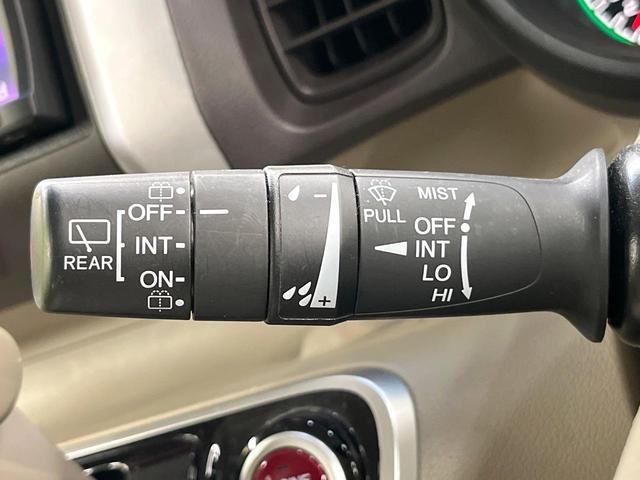 REAR
OFF
INT
ON
−
+
PULL
MIST
OFF
INT
LO
HI